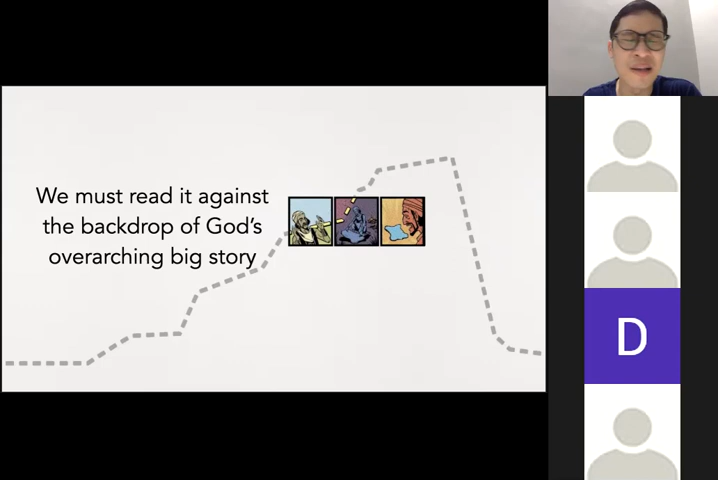 We must read it against
the backdrop of God's
overarching big story
D